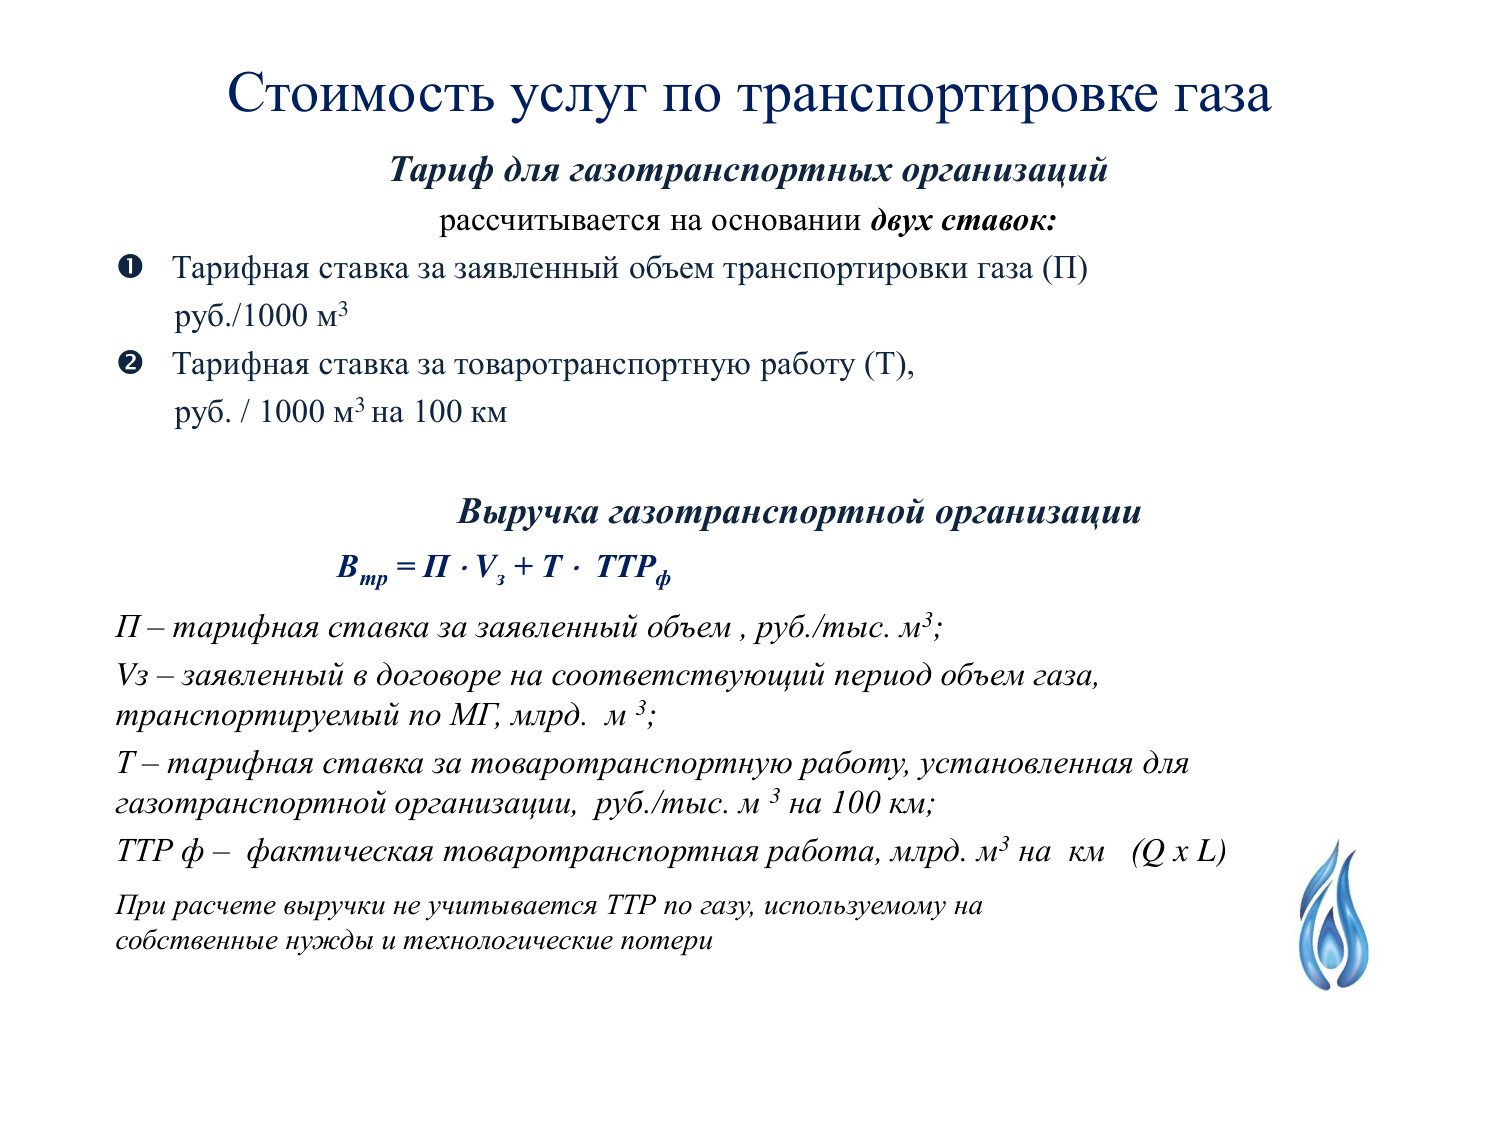 Стоимость услуг по транспортировке газа
Тариф для газотранспортных организаций
рассчитывается на основании двух ставок:
❶ Тарифная ставка за заявленный объем транспортировки газа (П)
руб./1000 м³
❷ Тарифная ставка за товаротранспортную работу (Т),
руб. / 1000 м³ на 100 км
Выручка газотранспортной организации
Втр = П · Vз + Т · ТТРф
П – тарифная ставка за заявленный объем , руб./тыс. м³;
Vз – заявленный в договоре на соответствующий период объем газа,
транспортируемый по МГ, млрд. м ³;
Т – тарифная ставка за товаротранспортную работу, установленная для
газотранспортной организации, руб./тыс. м ³ на 100 км;
ТТР ф – фактическая товаротранспортная работа, млрд. м³ на км (Q x L)
При расчете выручки не учитывается ТТР по газу, используемому на
собственные нужды и технологические потери